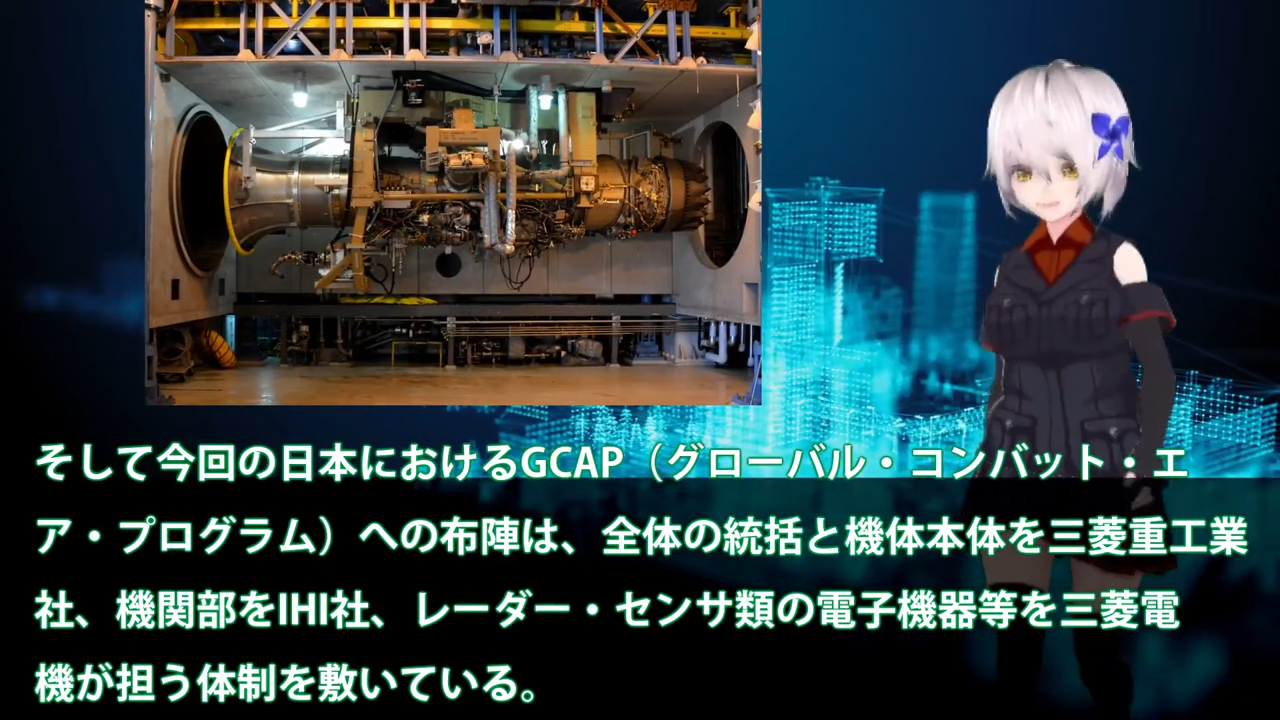 そして今回の日本におけるGCAP（グローバル・コンバット・エ
ア・プログラム）への布陣は、全体の統括と機体本体を三菱重工業
社、機関部をIHI社、レーダー・センサ類の電子機器等を三菱電
機が担う体制を敷いている。